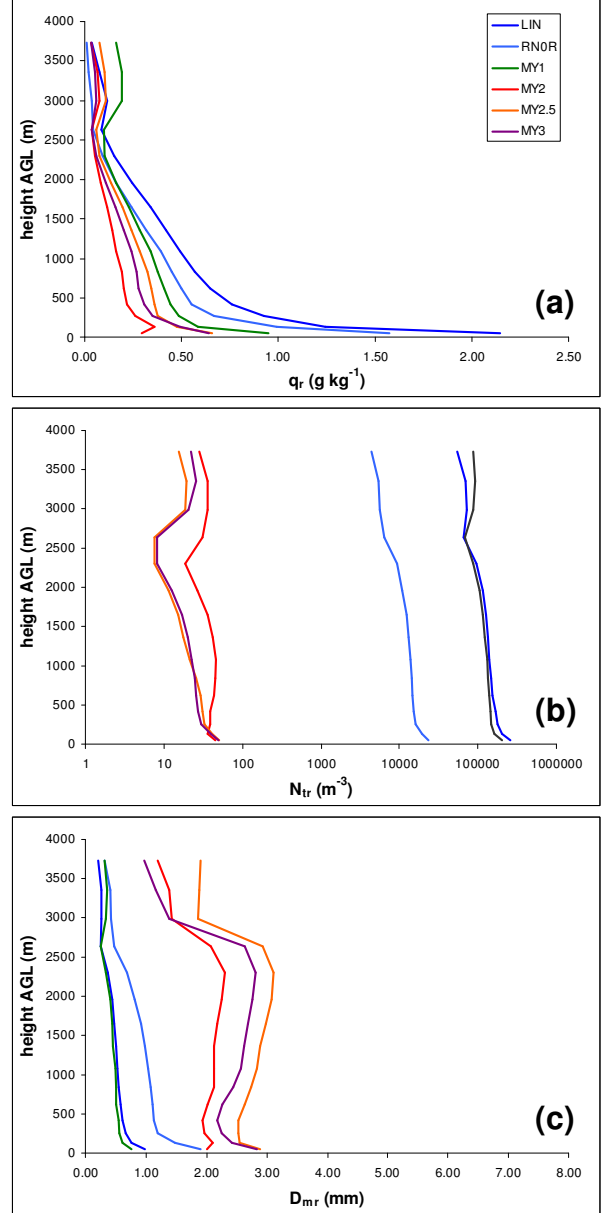 4000
3500
3000
2500
2000
1500
1000
500
0
height AGL (m)
LIN
RN0R
MY1
MY2
MY2.5
MY3
(a)
0.00 0.50 1.00 1.50 2.00 2.50
qr (g kg-1)
4000
3500
3000
2500
2000
1500
1000
500
0
height AGL (m)
(b)
1 10 100 1000 10000 100000 1000000
Ntr (m-3)
4000
3500
3000
2500
2000
1500
1000
500
0
height AGL (m)
(c)
0.00 1.00 2.00 3.00 4.00 5.00 6.00 7.00 8.00
Dmr (mm)